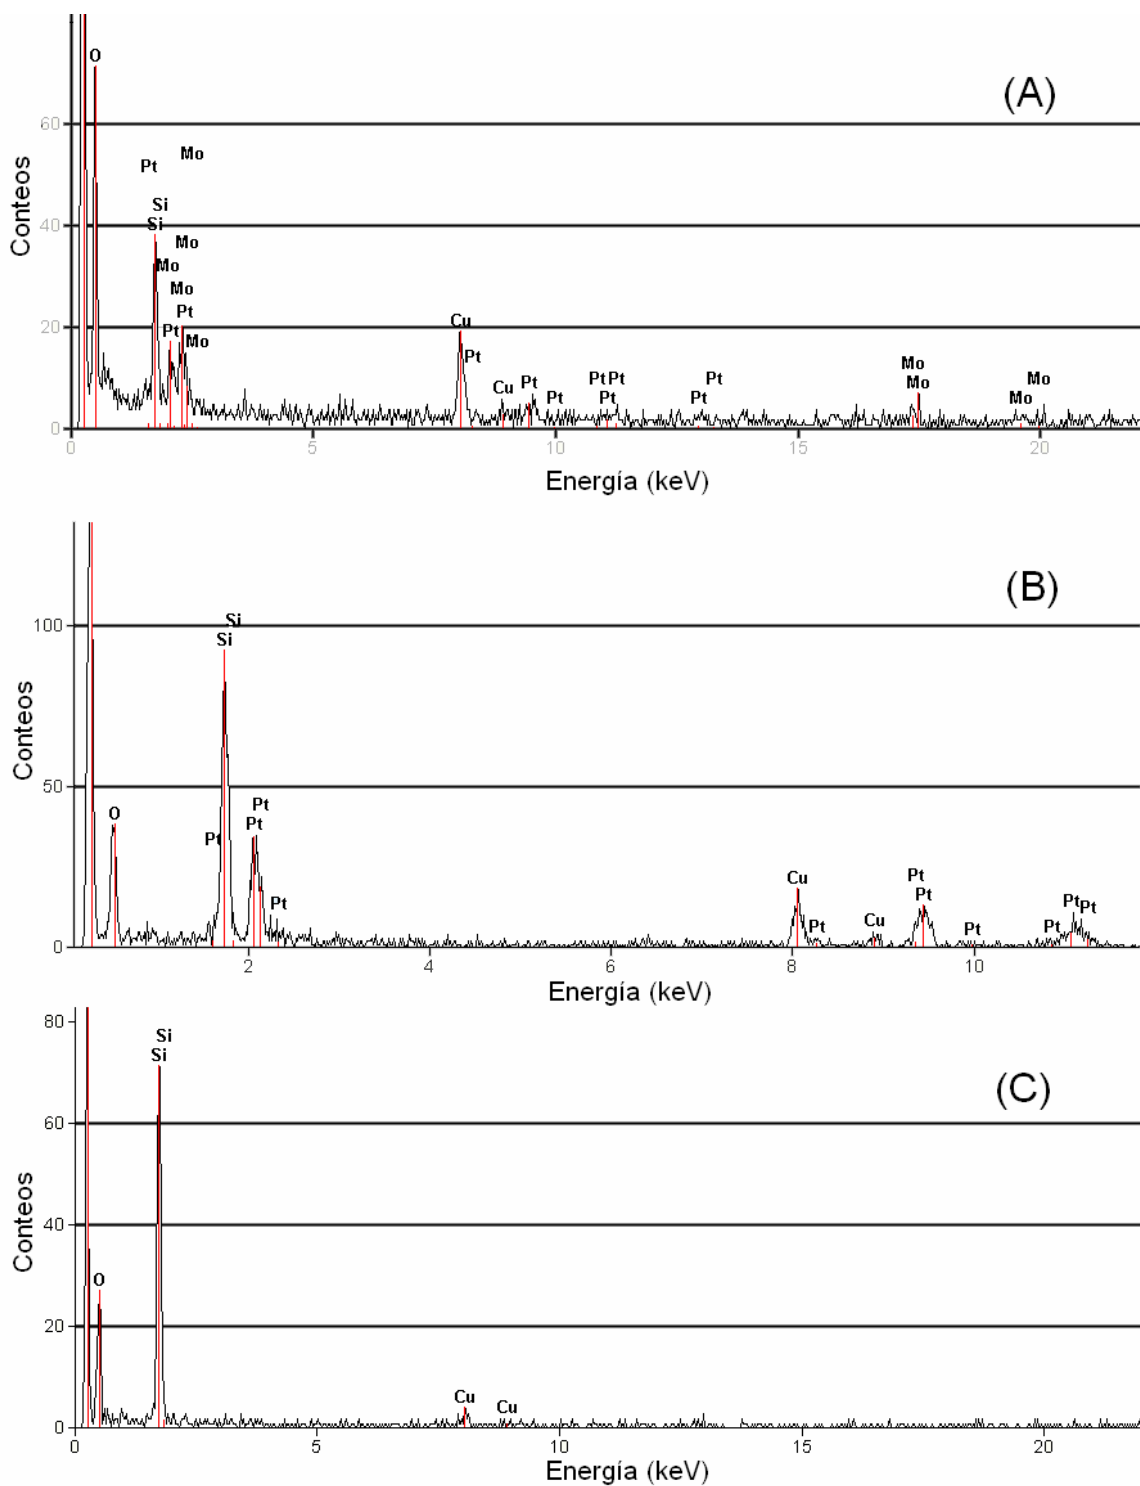 (A)
O
60
Mo
Pt
Si
40
Si
Mo
Mo
Mo
Pt
20
Pt
Mo
Cu
Pt
Cu
Pt
Pt
Pt Pt
Pt
Pt
Pt
Mo
Mo
Mo
Mo
0
0 5 10 15 20
Conteos
Energía (keV)
(B)
100
Si
Si
50
O
Pt
Pt
Pt
Pt
Cu
Pt
Cu
Pt
Pt
Pt
Pt
Pt
Pt
0
2 4 6 8 10
Conteos
Energía (keV)
(C)
80
Si
Si
60
40
O
20
Cu
Cu
0
0 5 10 15 20
Conteos
Energía (keV)